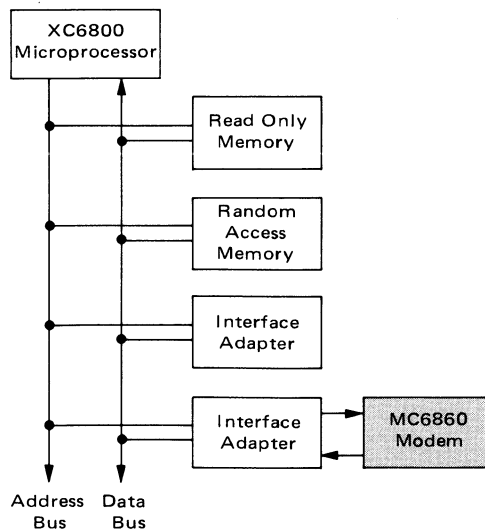 XC6800
Microprocessor
Read Only
Memory
Random
Access
Memory
Interface
Adapter
Interface
Adapter
MC6860
Modem
Address
Bus
Data
Bus